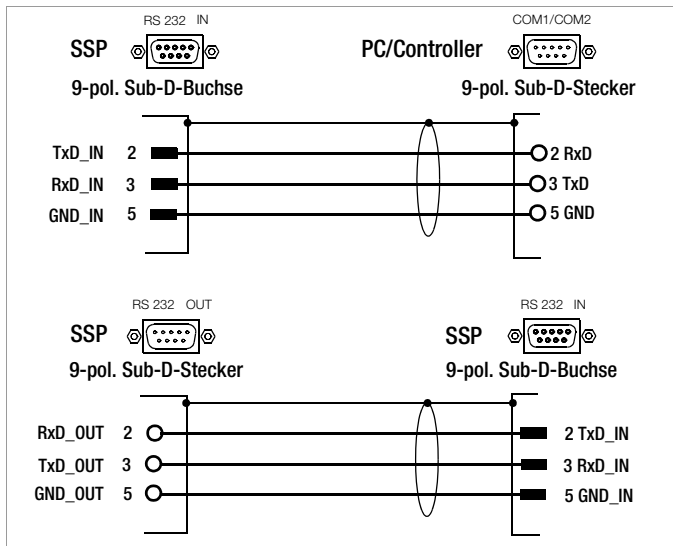 RS 232 IN
COM1/COM2
SSP
PC/Controller
9-pol. Sub-D-Buchse
9-pol. Sub-D-Stecker
TxD_IN 2
2 RxD
RxD_IN 3
3 TxD
GND_IN 5
5 GND
RS 232 OUT
RS 232 IN
SSP
SSP
9-pol. Sub-D-Stecker
9-pol. Sub-D-Buchse
RxD_OUT 2
2 TxD_IN
TxD_OUT 3
3 RxD_IN
GND_OUT 5
5 GND_IN